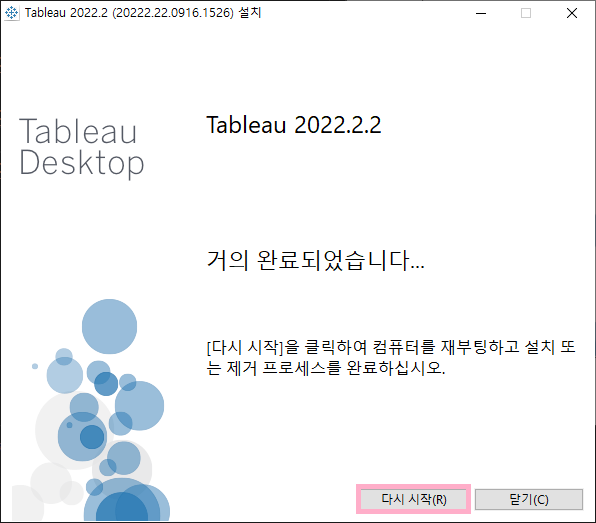 Tableau 2022.2 (20222.22.0916.1526) 설치
Tableau
Desktop
Tableau 2022.2.2
거의 완료되었습니다...
[다시 시작]을 클릭하여 컴퓨터를 재부팅하고 설치 또
는 제거 프로세스를 완료하십시오.
다시 시작(R)
닫기(C)